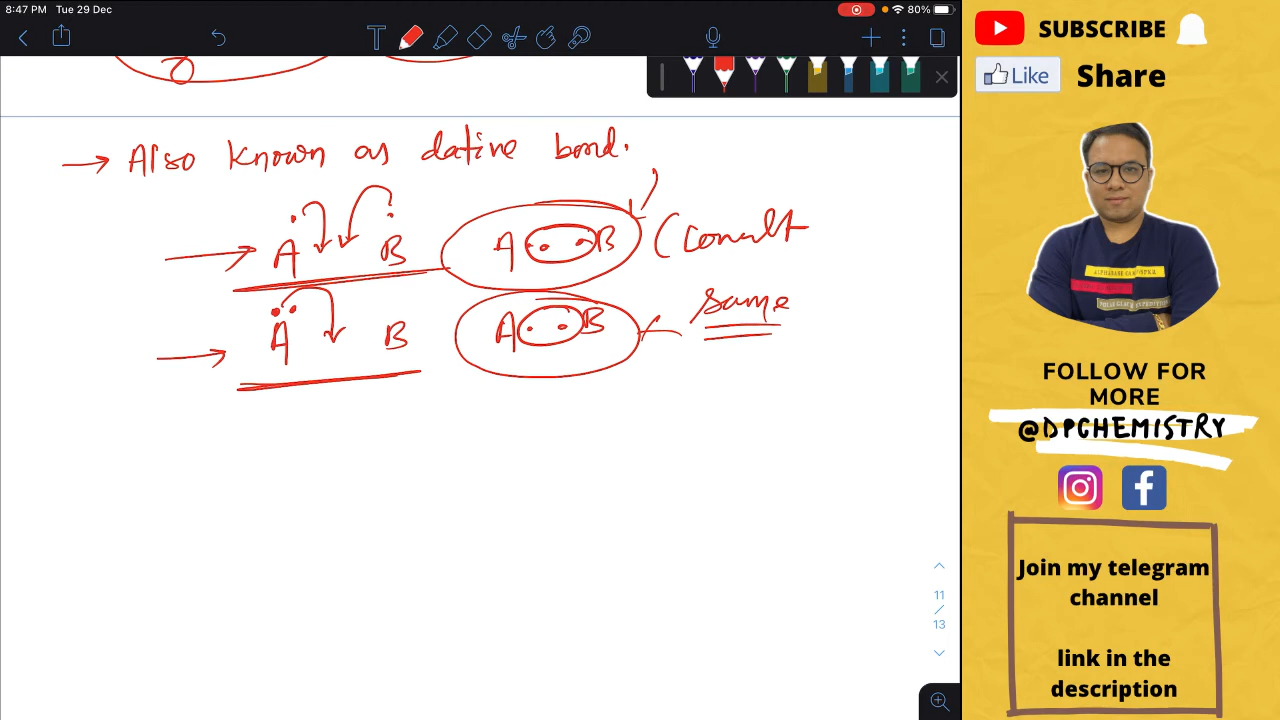 8:47 PM Tue 29 Dec
80%
→ Also known as dative bond.
→ A B A B
→ A B A B same
11
/
13
SUBSCRIBE
Like Share
FOLLOW FOR
MORE
@DPCHEMISTRY
Join my telegram
channel
link in the
description